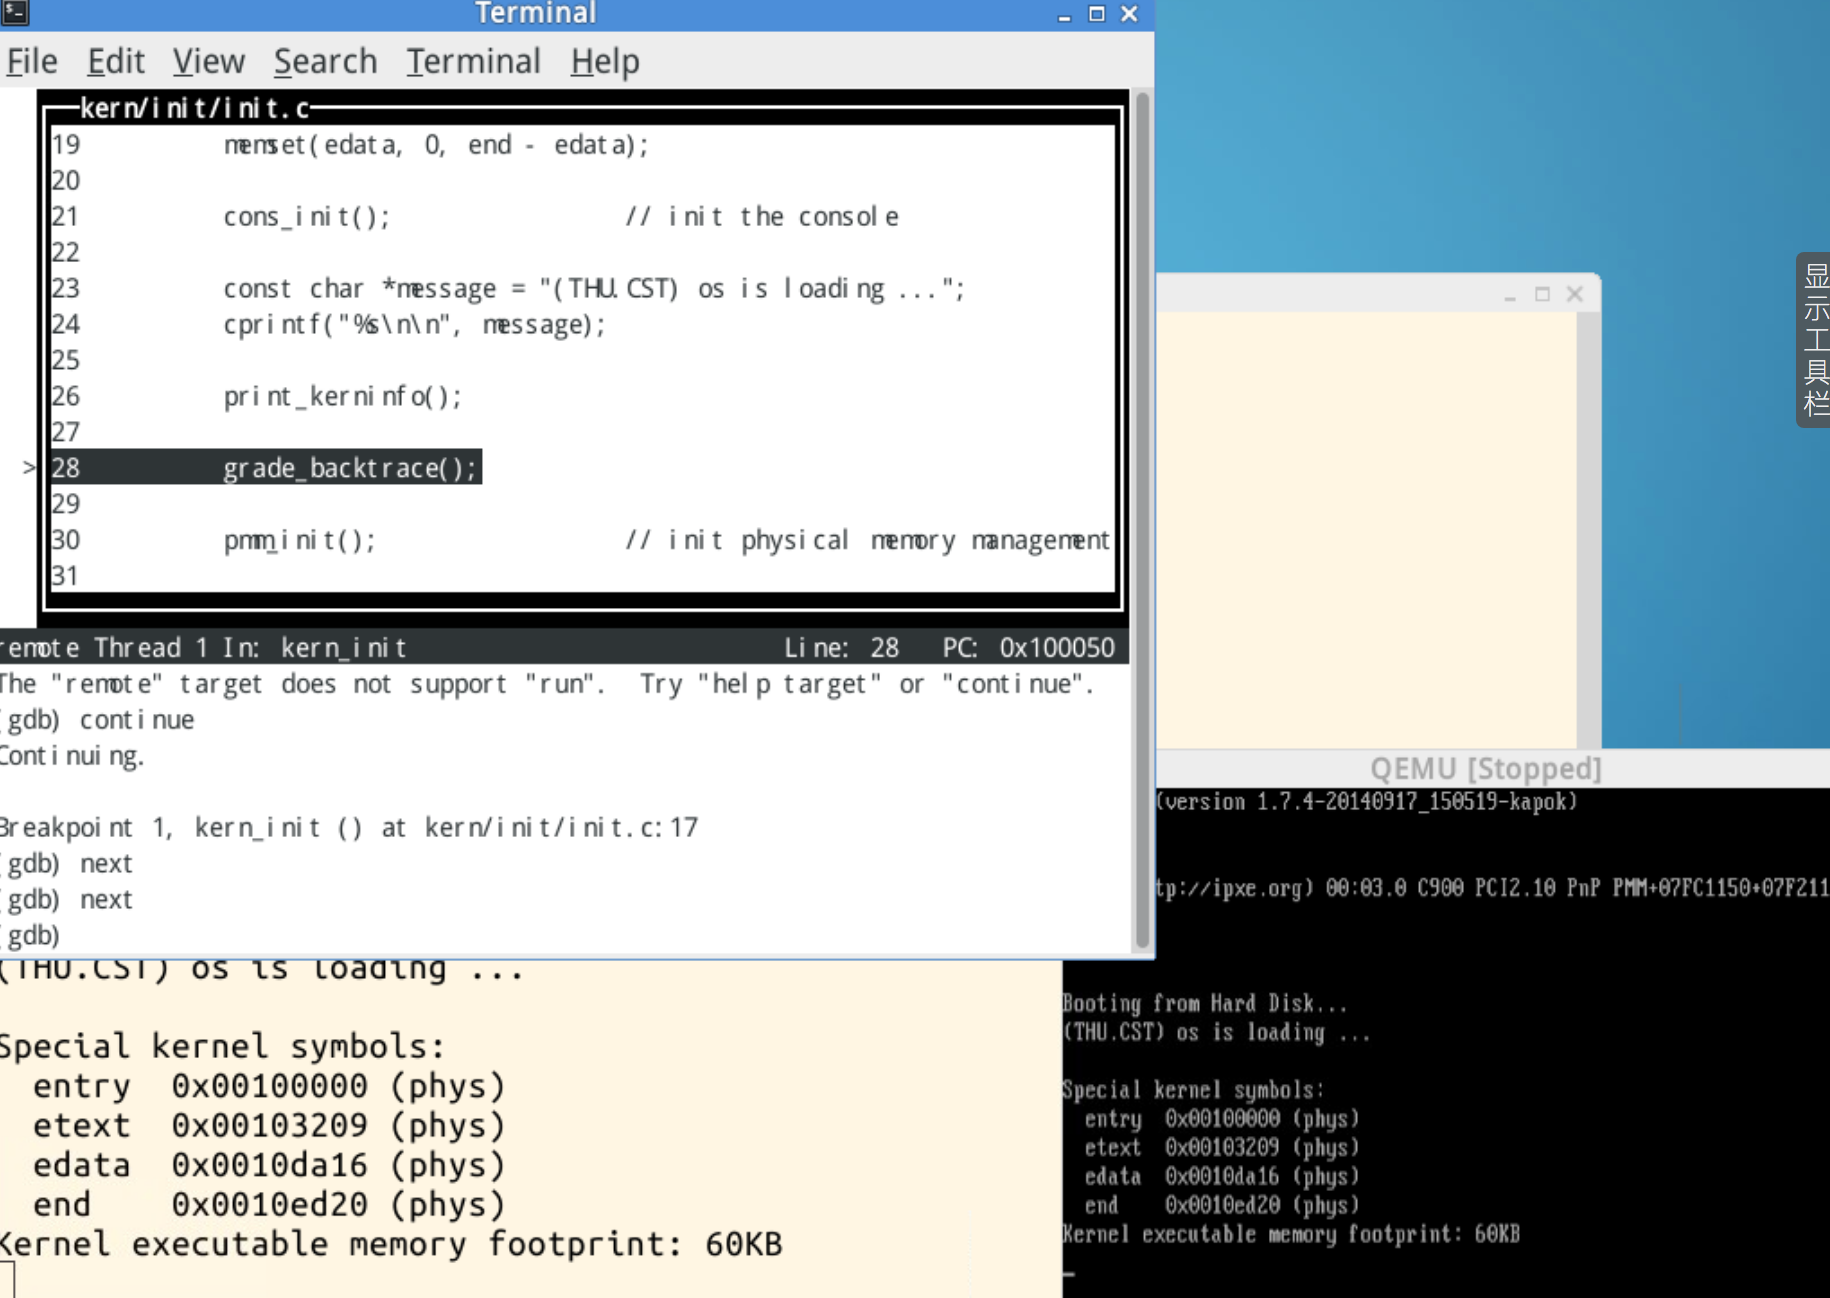 Terminal
File Edit View Search Terminal Help
kern/init/init.c
19 memset(edata, 0, end - edata);
20
21 cons_init(); // init the console
22
23 const char *message = "(THU.CST) os is loading ...";
24 cprintf("%s\n\n", message);
25
26 print_kerninfo();
27
> 28 grade_backtrace();
29
30 pmm_init(); // init physical memory management
31
remote Thread 1 In: kern_init Line: 28 PC: 0x100050
The "remote" target does not support "run". Try "help target" or "continue".
(gdb) continue
Continuing.
Breakpoint 1, kern_init () at kern/init/init.c:17
(gdb) next
(gdb) next
(gdb)
(THU.CST) os is loading ...
Special kernel symbols:
entry 0x00100000 (phys)
etext 0x00103209 (phys)
edata 0x0010da16 (phys)
end 0x0010ed20 (phys)
Kernel executable memory footprint: 60KB
显示工具栏
QEMU [Stopped]
(version 1.7.4-20140917_150519-kapok)
tp://ipxe.org) 00:03.0 C900 PCI2.10 PnP PMM+07FC1150+07F211
Booting from Hard Disk...
(THU.CST) os is loading ...
Special kernel symbols:
entry 0x00100000 (phys)
etext 0x00103209 (phys)
edata 0x0010da16 (phys)
end 0x0010ed20 (phys)
Kernel executable memory footprint: 60KB